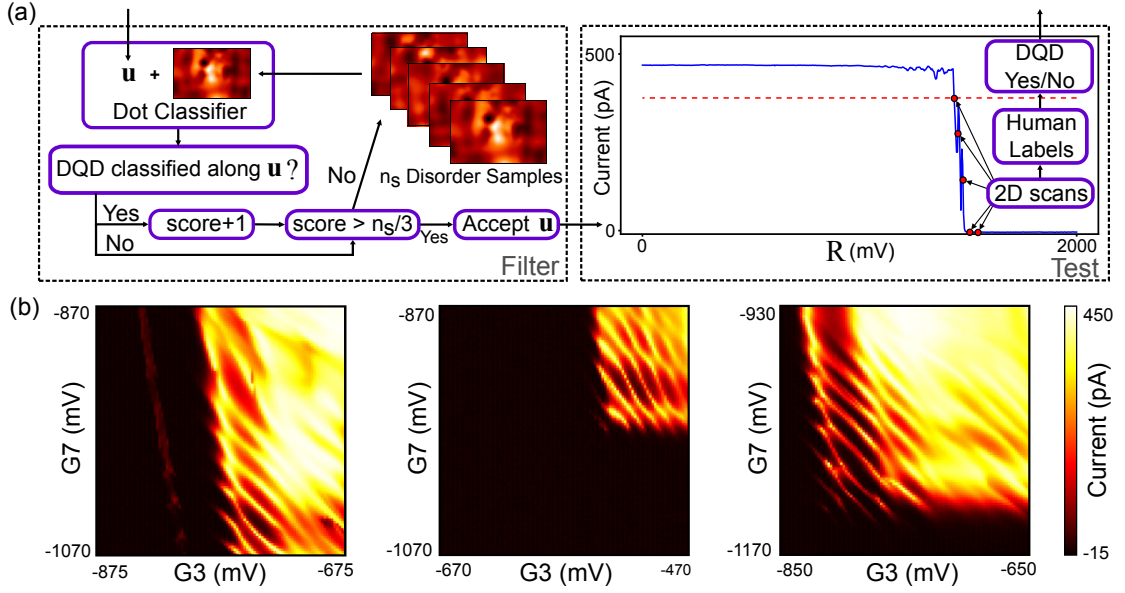 (a)
u +
Dot Classifier
DQD classified along u ?
Yes
No
score+1
score > nₛ/3
No
Yes
Accept u
nₛ Disorder Samples
Filter
Current (pA)
500
0
0
R (mV)
2000
DQD
Yes/No
Human
Labels
2D scans
Test
(b)
G7 (mV)
-870
-1070
-875
G3 (mV)
-675
G7 (mV)
-870
-1070
-670
G3 (mV)
-470
G7 (mV)
-930
-1170
-850
G3 (mV)
-650
450
-15
Current (pA)